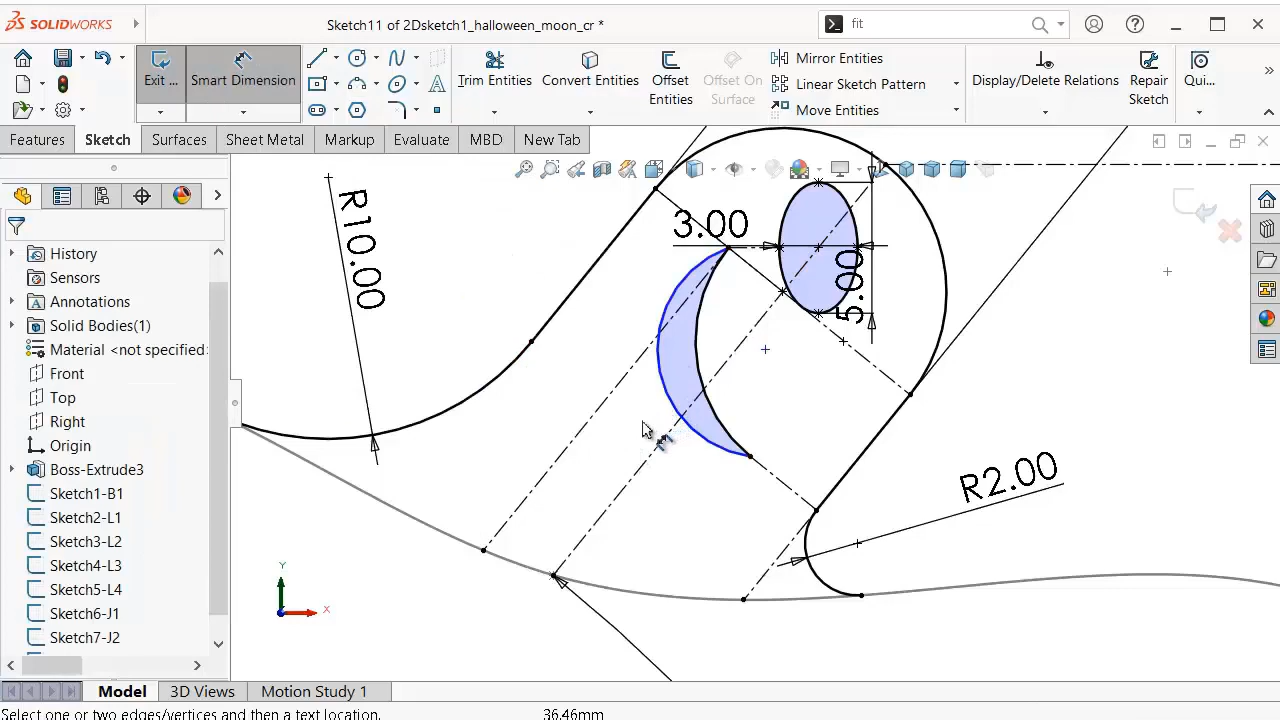 SOLIDWORKS
Sketch11 of 2Dsketch1_halloween_moon_cr *
fit
Exit ...
Smart Dimension
Trim Entities
Convert Entities
Offset
Entities
Offset On
Surface
Mirror Entities
Linear Sketch Pattern
Move Entities
Display/Delete Relations
Repair
Sketch
Qui...
Features
Sketch
Surfaces
Sheet Metal
Markup
Evaluate
MBD
New Tab
History
Sensors
Annotations
Solid Bodies(1)
Material <not specified>
Front
Top
Right
Origin
Boss-Extrude3
Sketch1-B1
Sketch2-L1
Sketch3-L2
Sketch4-L3
Sketch5-L4
Sketch6-J1
Sketch7-J2
R10.00
3.00
5.00
R2.00
Y
X
Model
3D Views
Motion Study 1
Select one or two edges/vertices and then a text location.
36.46mm